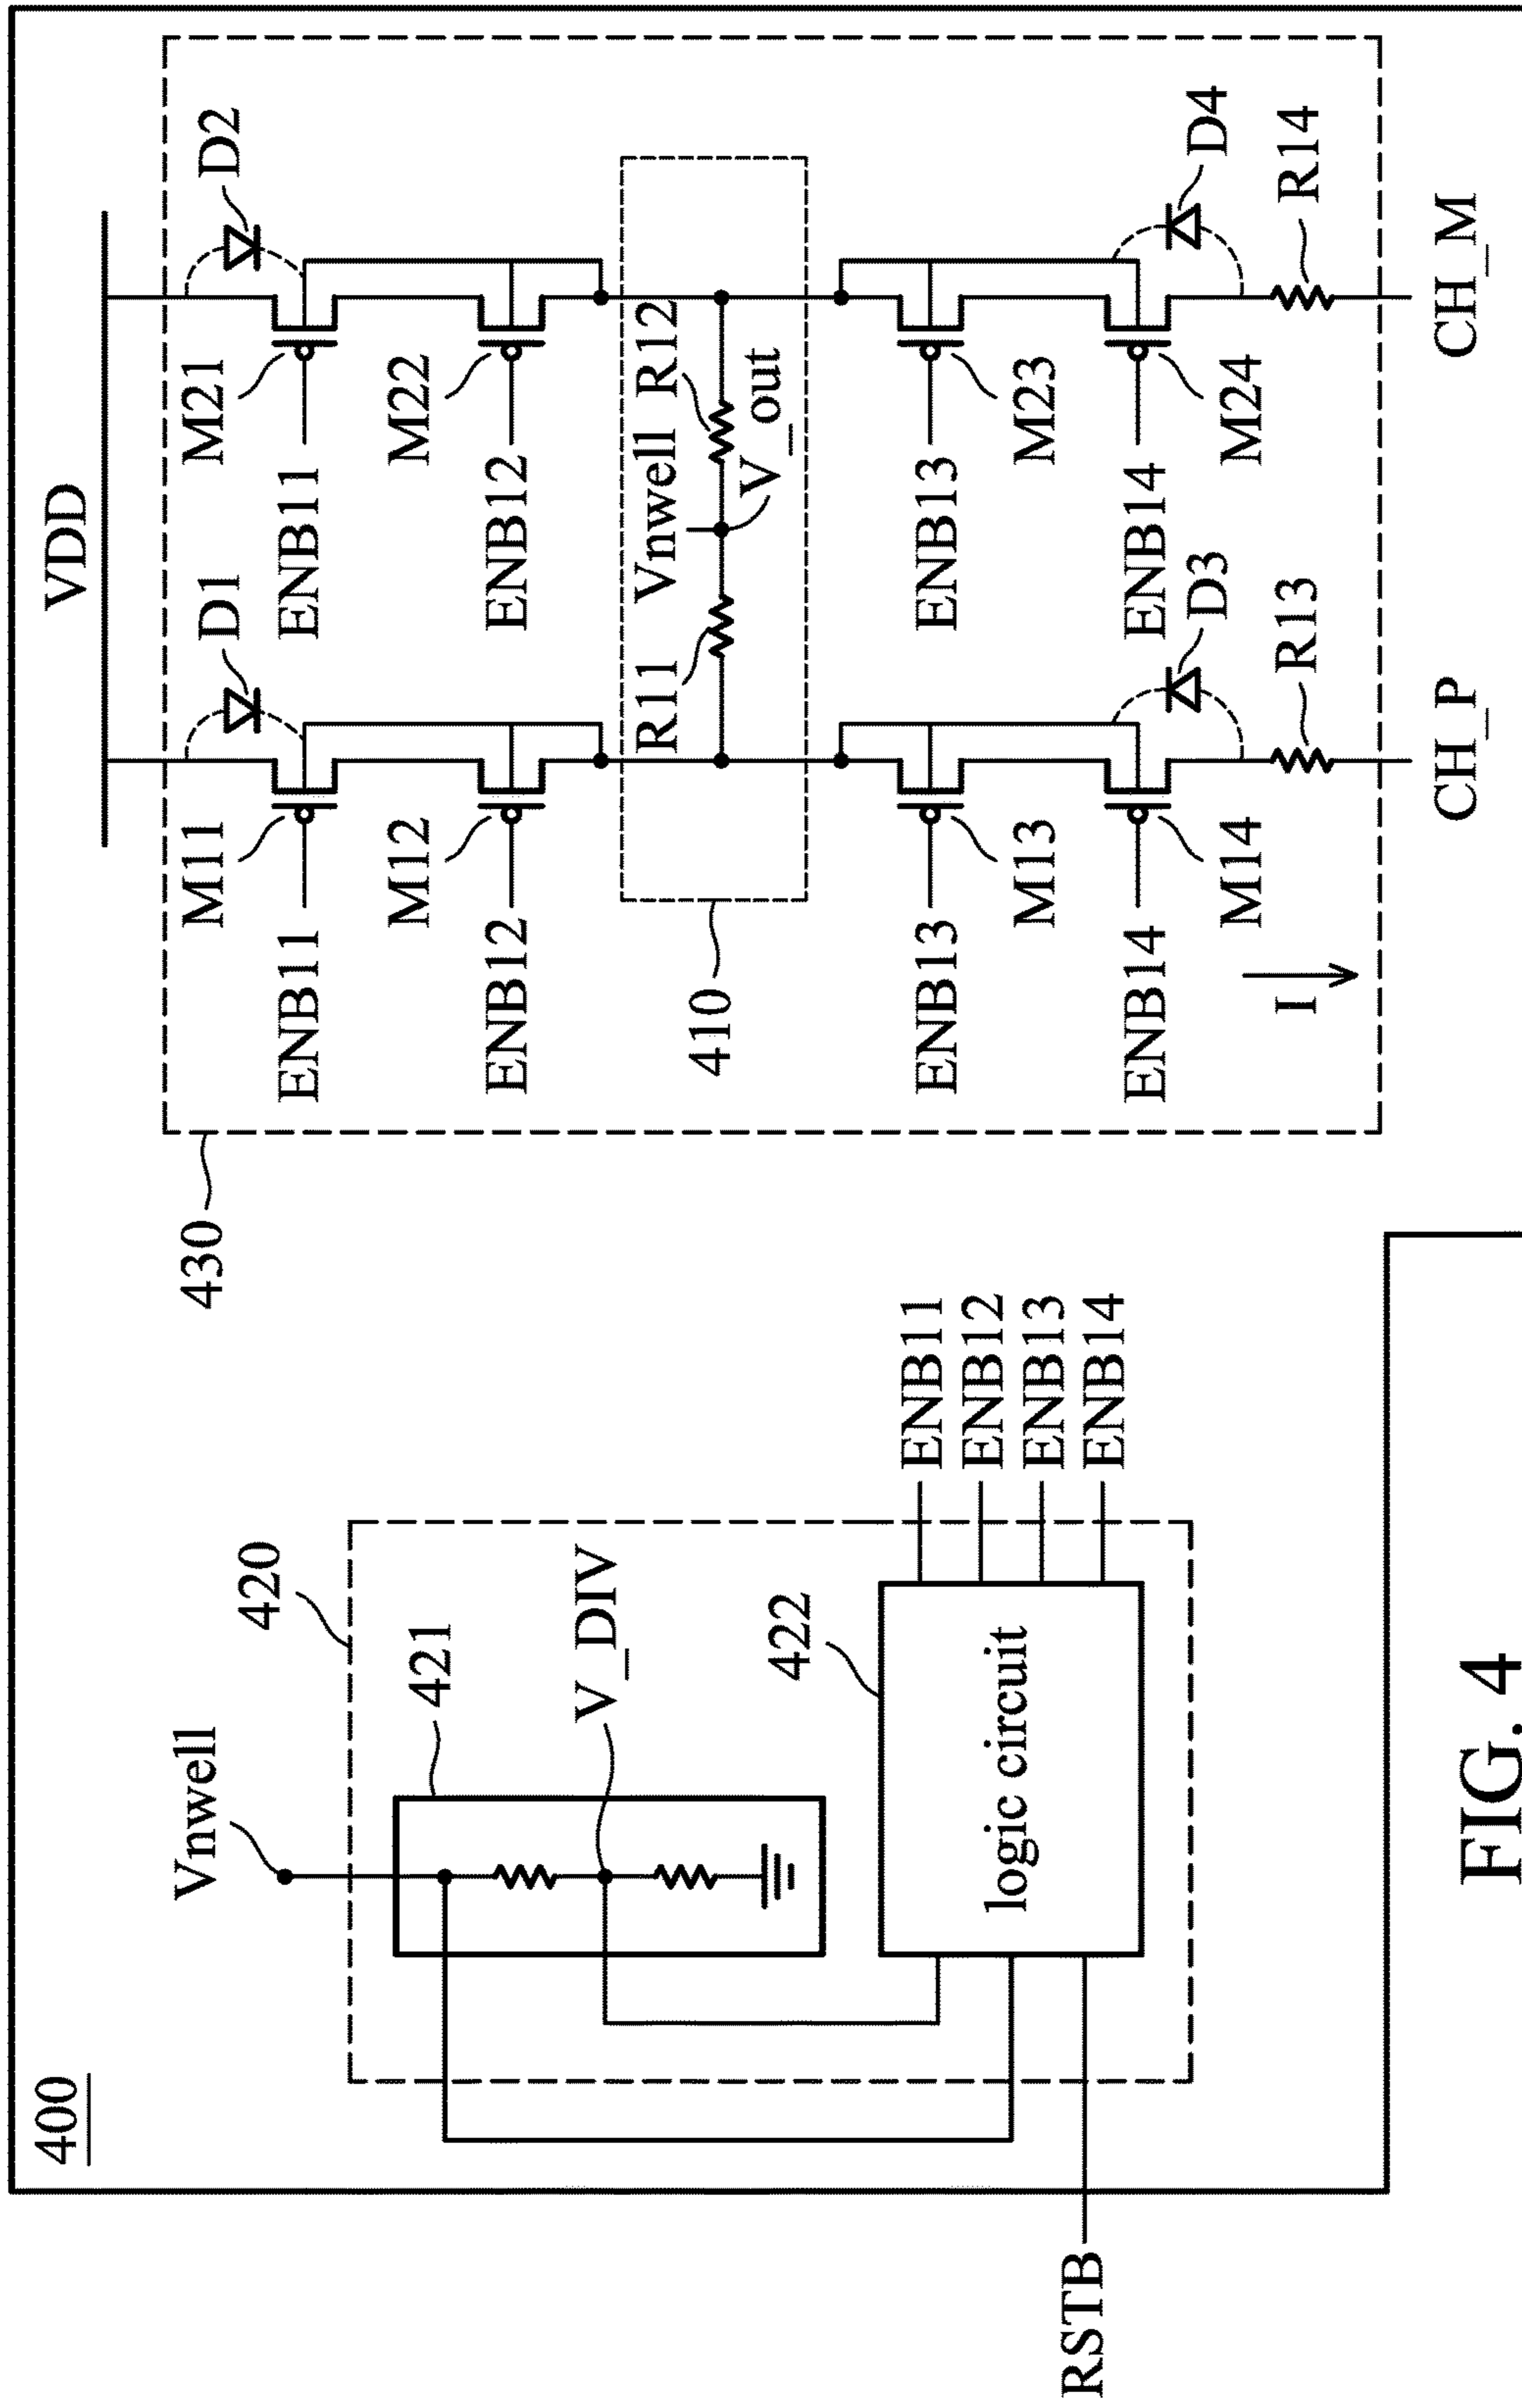 400
RSTB
Vnwell
420
421
V_DIV
422
logic circuit
ENB11
ENB12
ENB13
ENB14
430
VDD
M11
D1
M21
D2
ENB11
ENB11
M12
M22
ENB12
ENB12
410
R11
Vnwell
R12
V_out
ENB13
ENB13
M13
M23
ENB14
ENB14
M14
D3
M24
D4
I
R13
R14
CH_P
CH_M
FIG. 4